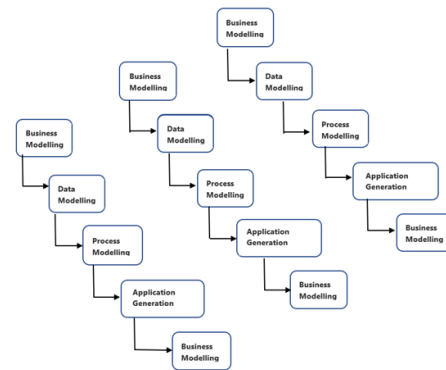 Business
Modelling
Data
Modelling
Process
Modelling
Application
Generation
Business
Modelling
Business
Modelling
Data
Modelling
Process
Modelling
Application
Generation
Business
Modelling
Business
Modelling
Data
Modelling
Process
Modelling
Application
Generation
Business
Modelling